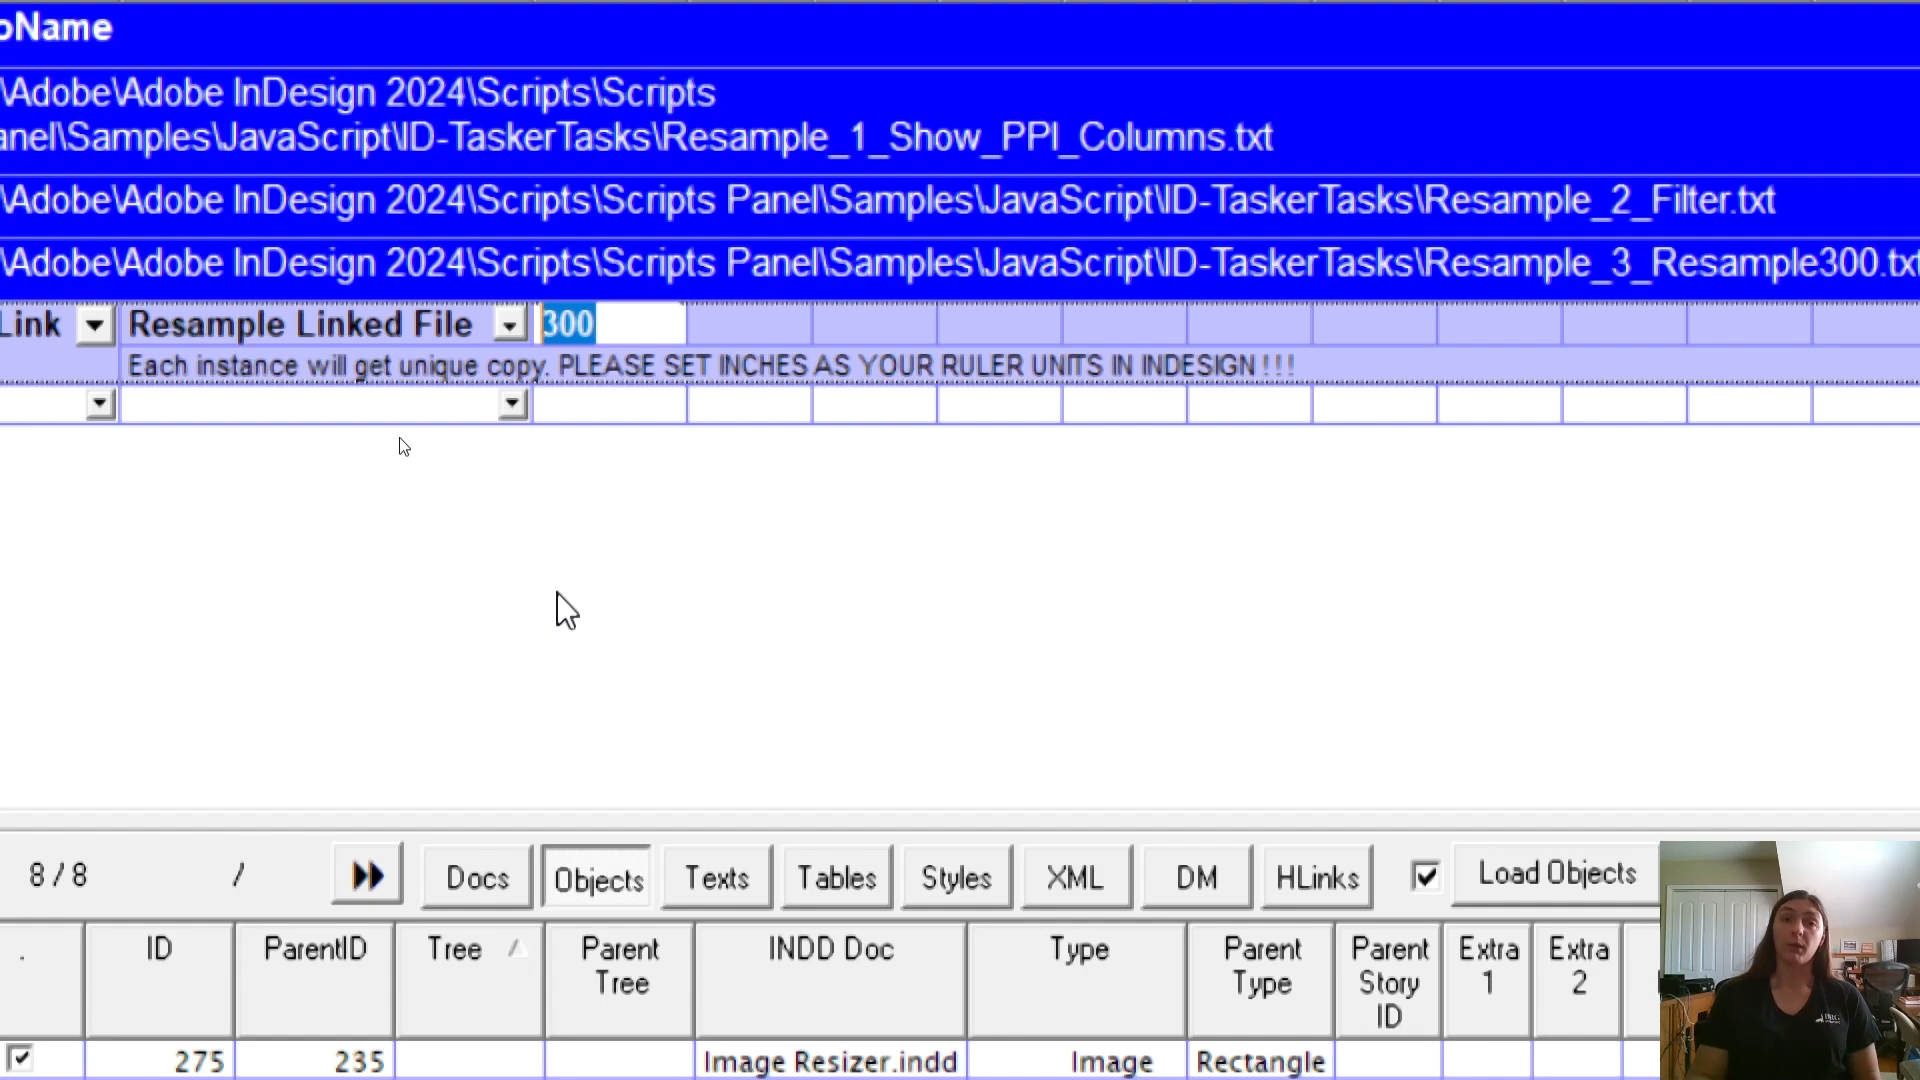 oName
\Adobe\Adobe InDesign 2024\Scripts\Scripts
anel\Samples\JavaScript\ID-TaskerTasks\Resample_1_Show_PPI_Columns.txt
\Adobe\Adobe InDesign 2024\Scripts\Scripts Panel\Samples\JavaScript\ID-TaskerTasks\Resample_2_Filter.txt
\Adobe\Adobe InDesign 2024\Scripts\Scripts Panel\Samples\JavaScript\ID-TaskerTasks\Resample_3_Resample300.txt
Link Resample Linked File 300
Each instance will get unique copy. PLEASE SET INCHES AS YOUR RULER UNITS IN INDESIGN !!!
8 / 8 / Docs Objects Texts Tables Styles XML DM HLinks Load Objects
. ID ParentID Tree Parent Tree INDD Doc Type Parent Type Parent Story ID Extra 1 Extra 2
275 235 Image Resizer.indd Image Rectangle